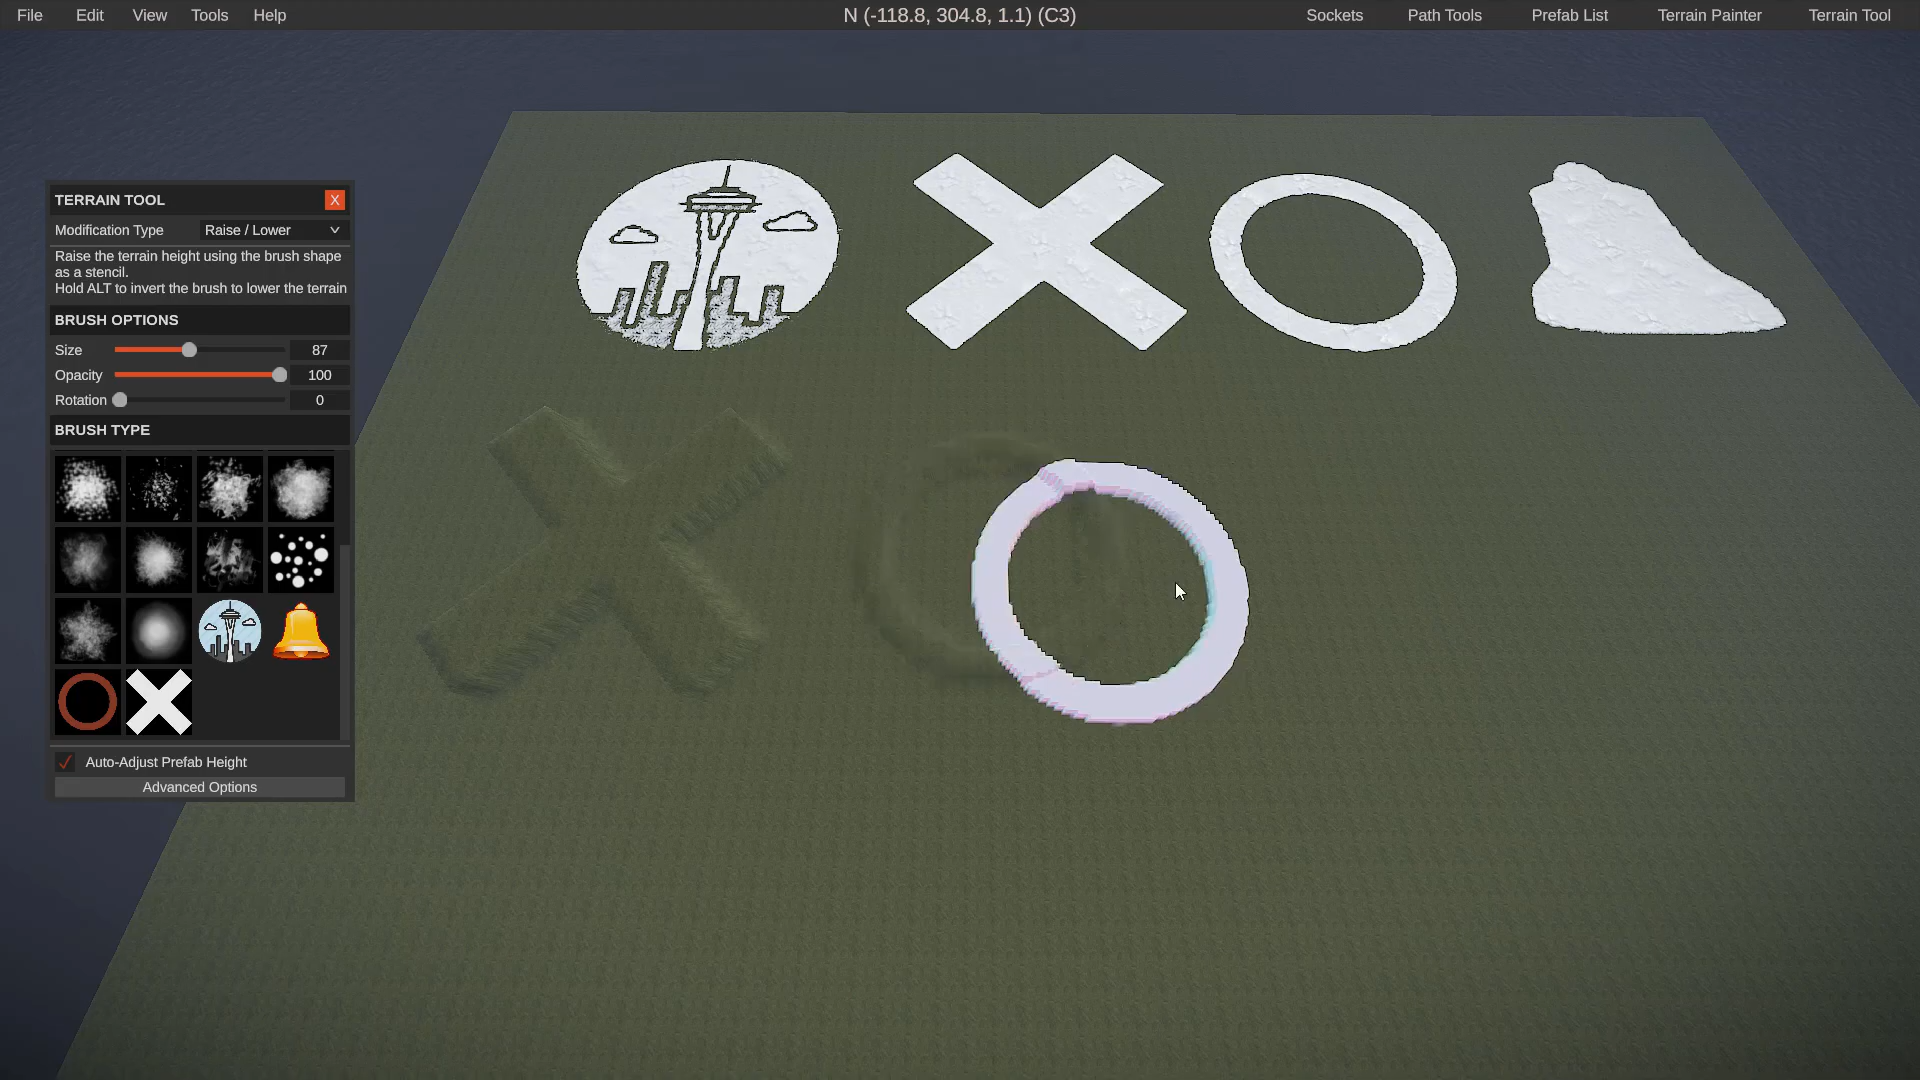 File Edit View Tools Help N (-118.8, 304.8, 1.1) (C3) Sockets Path Tools Prefab List Terrain Painter Terrain Tool
TERRAIN TOOL X
Modification Type Raise / Lower
Raise the terrain height using the brush shape
as a stencil.
Hold ALT to invert the brush to lower the terrain
BRUSH OPTIONS
Size 87
Opacity 100
Rotation 0
BRUSH TYPE
Auto-Adjust Prefab Height
Advanced Options